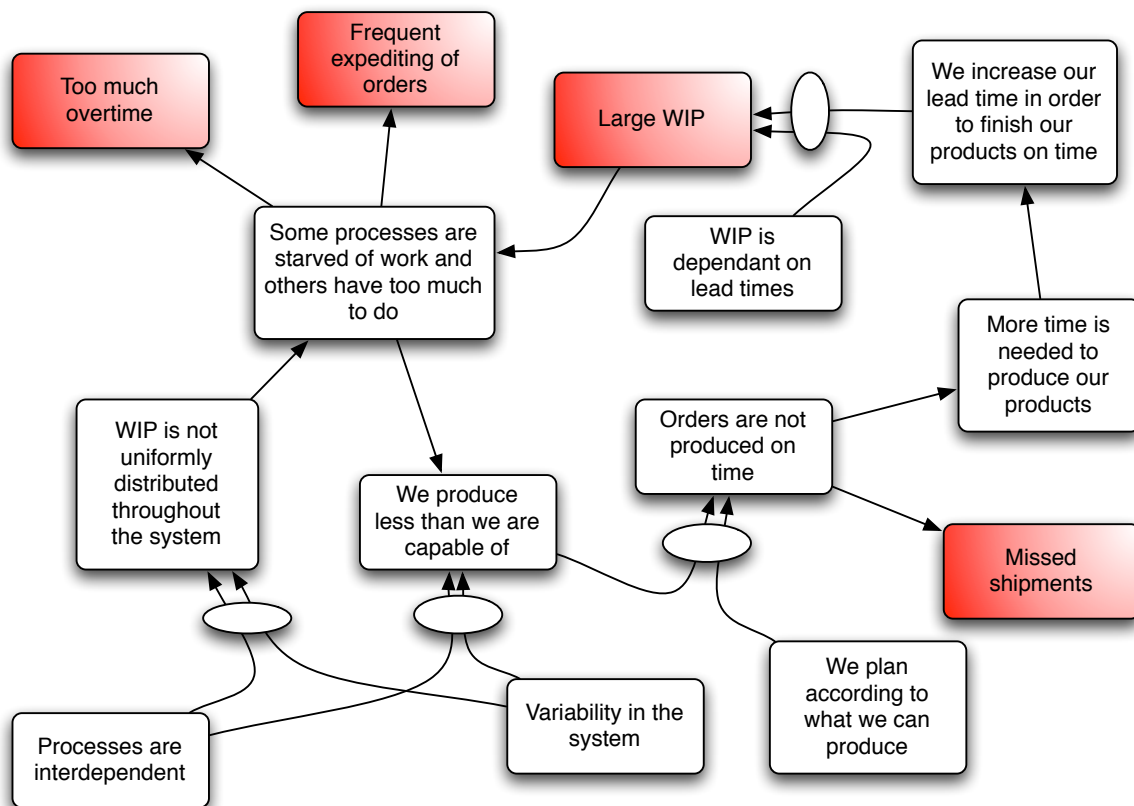 Frequent
expediting of
orders
Too much
overtime
Large WIP
We increase our
lead time in order
to finish our
products on time
Some processes are
starved of work and
others have too much
to do
WIP is
dependant on
lead times
More time is
needed to
produce our
products
WIP is not
uniformly
distributed
throughout
the system
Orders are not
produced on
time
We produce
less than we are
capable of
Missed
shipments
Processes are
interdependent
Variability in the
system
We plan
according to
what we can
produce